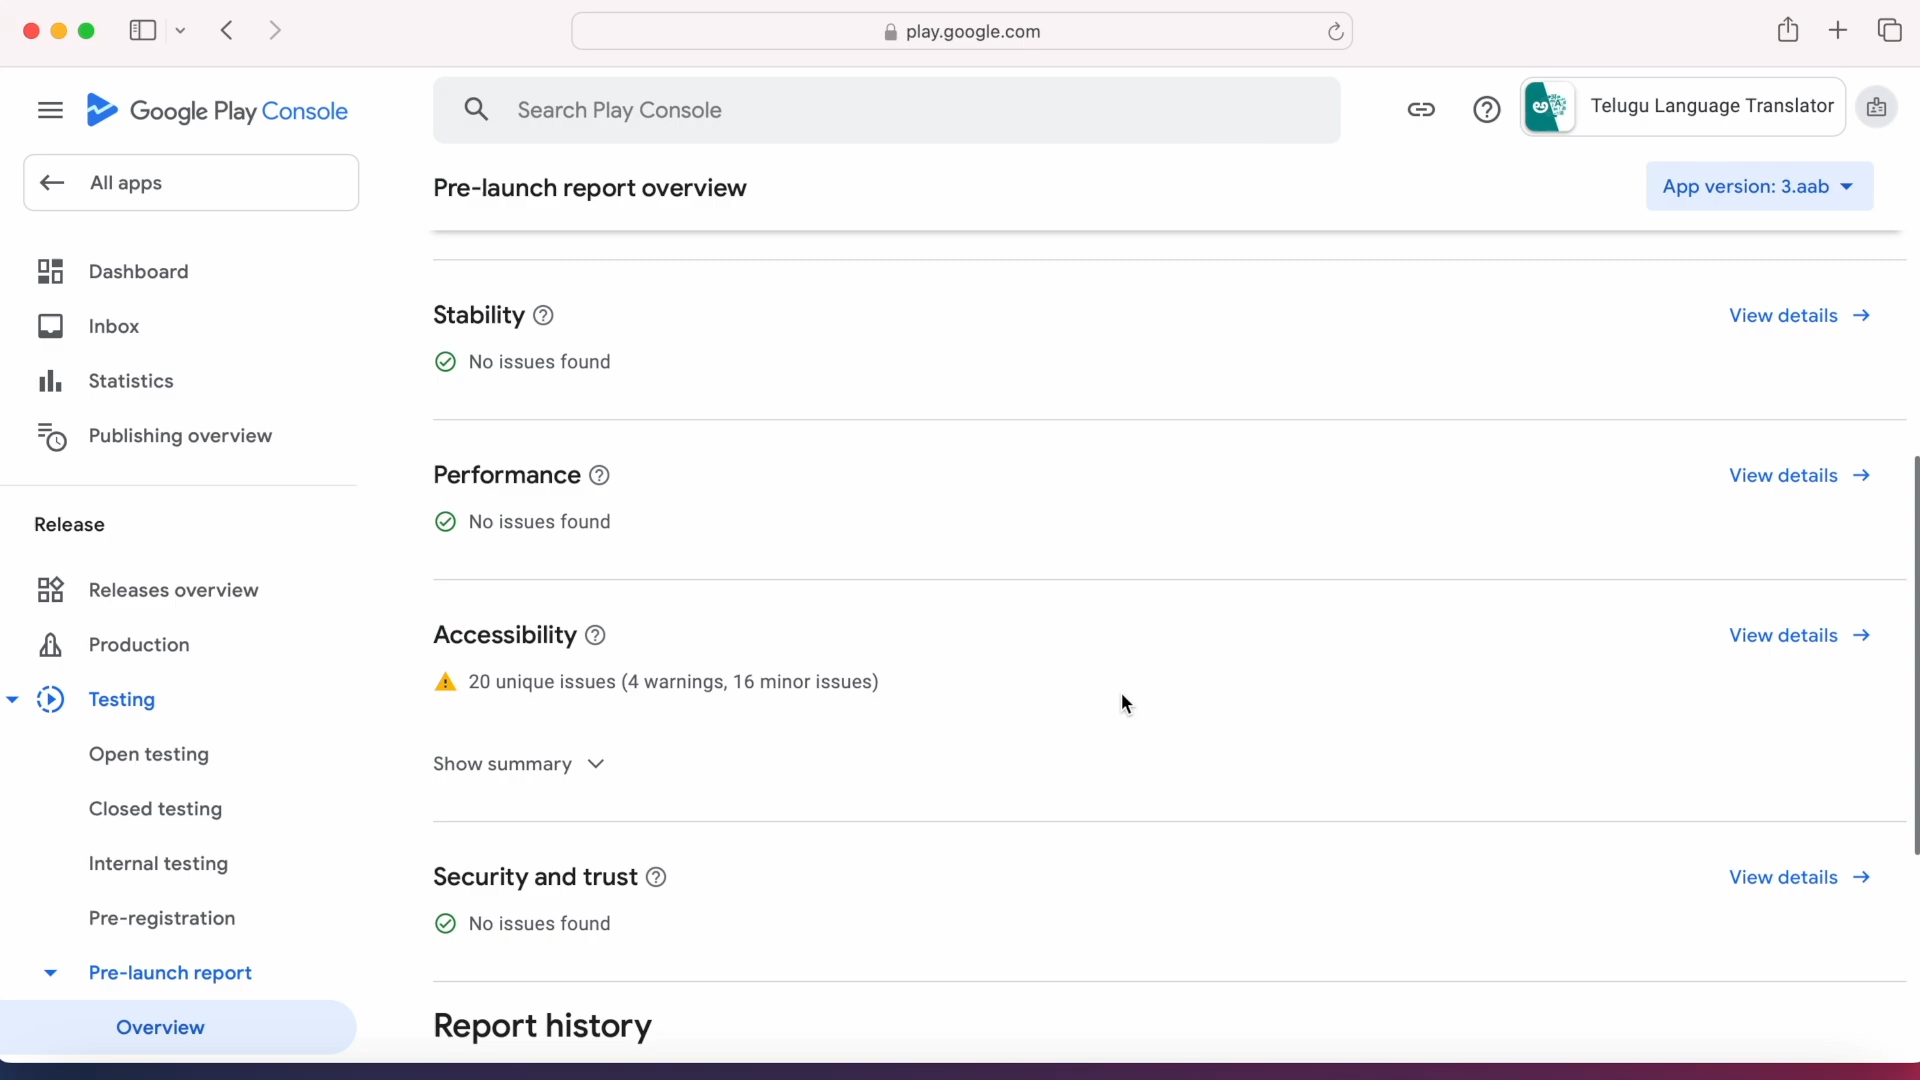 play.google.com
Google Play Console
Search Play Console
Telugu Language Translator
All apps
Pre-launch report overview
App version: 3.aab
Dashboard
Inbox
Statistics
Publishing overview
Release
Releases overview
Production
Testing
Open testing
Closed testing
Internal testing
Pre-registration
Pre-launch report
Overview
Stability
View details
No issues found
Performance
View details
No issues found
Accessibility
View details
20 unique issues (4 warnings, 16 minor issues)
Show summary
Security and trust
View details
No issues found
Report history